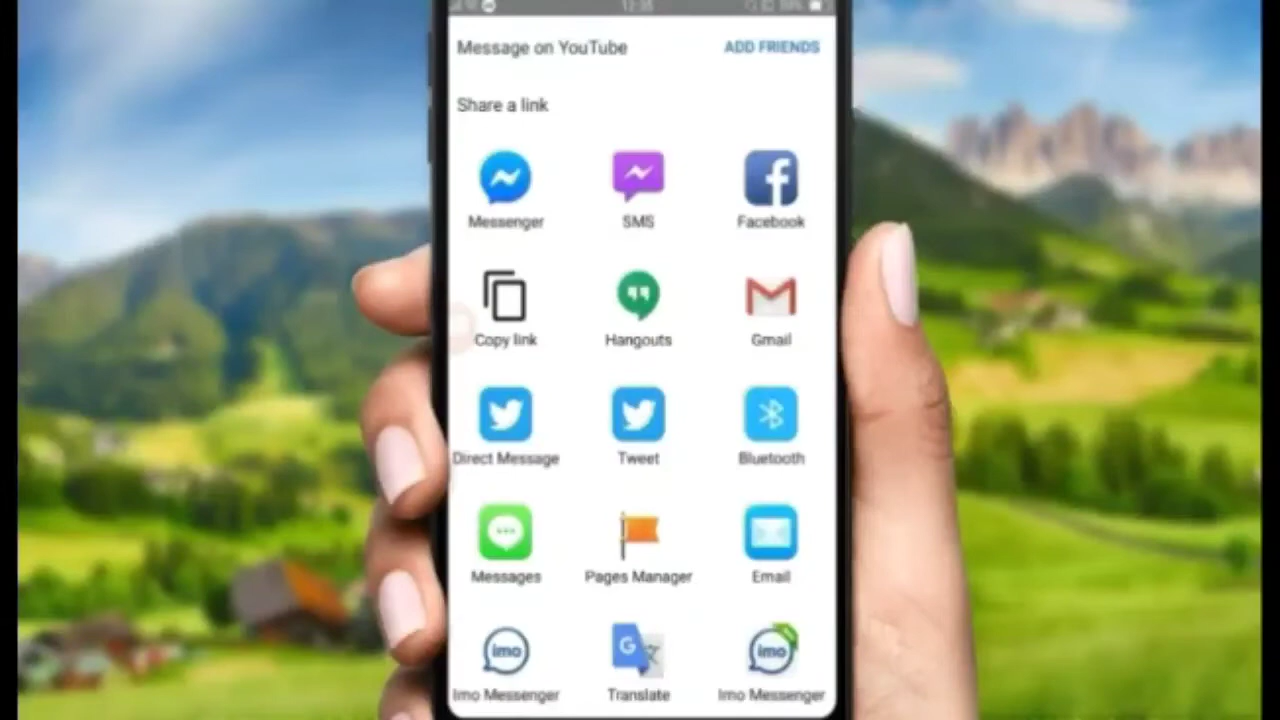 Message on YouTube ADD FRIENDS
Share a link
Messenger SMS Facebook
Copy link Hangouts Gmail
Direct Message Tweet Bluetooth
Messages Pages Manager Email
imo G imo
Imo Messenger Translate Imo Messenger